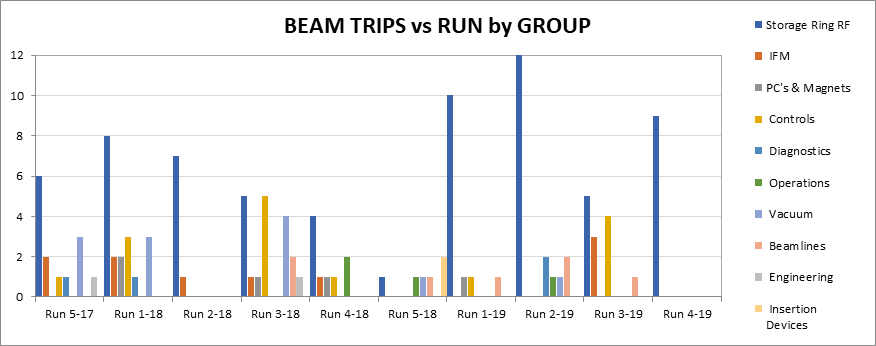 BEAM TRIPS vs RUN by GROUP
12
10
8
6
4
2
0
Run 5-17
Run 1-18
Run 2-18
Run 3-18
Run 4-18
Run 5-18
Run 1-19
Run 2-19
Run 3-19
Run 4-19
Storage Ring RF
IFM
PC's & Magnets
Controls
Diagnostics
Operations
Vacuum
Beamlines
Engineering
Insertion
Devices